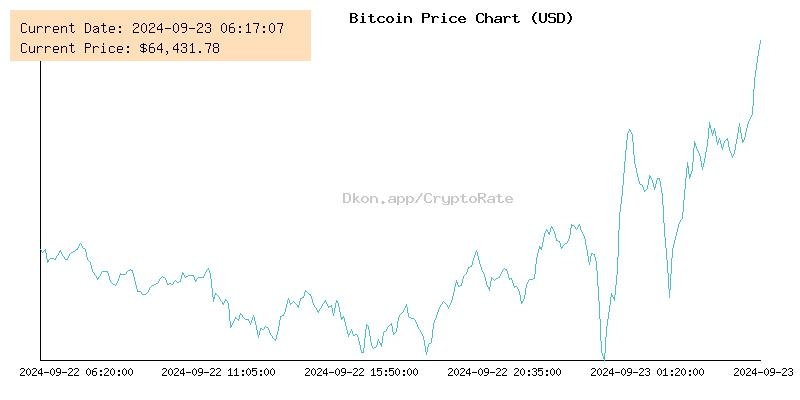 Bitcoin Price Chart (USD)
Current Date: 2024-09-23 06:17:07
Current Price: $64,431.78
Dkon.app/CryptoRate
2024-09-22 06:20:00 2024-09-22 11:05:00 2024-09-22 15:50:00 2024-09-22 20:35:00 2024-09-23 01:20:00 2024-09-23